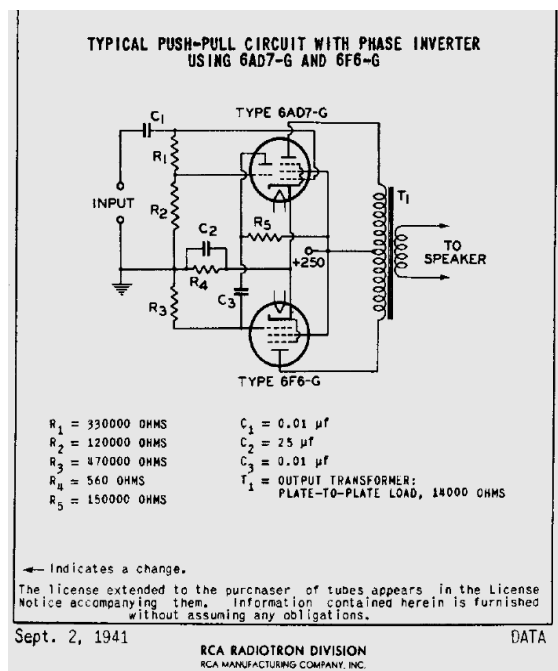 TYPICAL PUSH-PULL CIRCUIT WITH PHASE INVERTER
USING 6AD7-G AND 6F6-G
TYPE 6AD7-G
C1
R1
INPUT
R2
C2
R5
+250
R4
C3
R3
T1
TO
SPEAKER
TYPE 6F6-G
R1 = 330000 OHMS
R2 = 120000 OHMS
R3 = 470000 OHMS
R4 = 560 OHMS
R5 = 150000 OHMS
C1 = 0.01 µf
C2 = 25 µf
C3 = 0.01 µf
T1 = OUTPUT TRANSFORMER:
PLATE-TO-PLATE LOAD, 14000 OHMS
← Indicates a change.
The license extended to the purchaser of tubes appears in the License
Notice accompanying them. Information contained herein is furnished
without assuming any obligations.
Sept. 2, 1941
DATA
RCA RADIOTRON DIVISION
RCA MANUFACTURING COMPANY, INC.